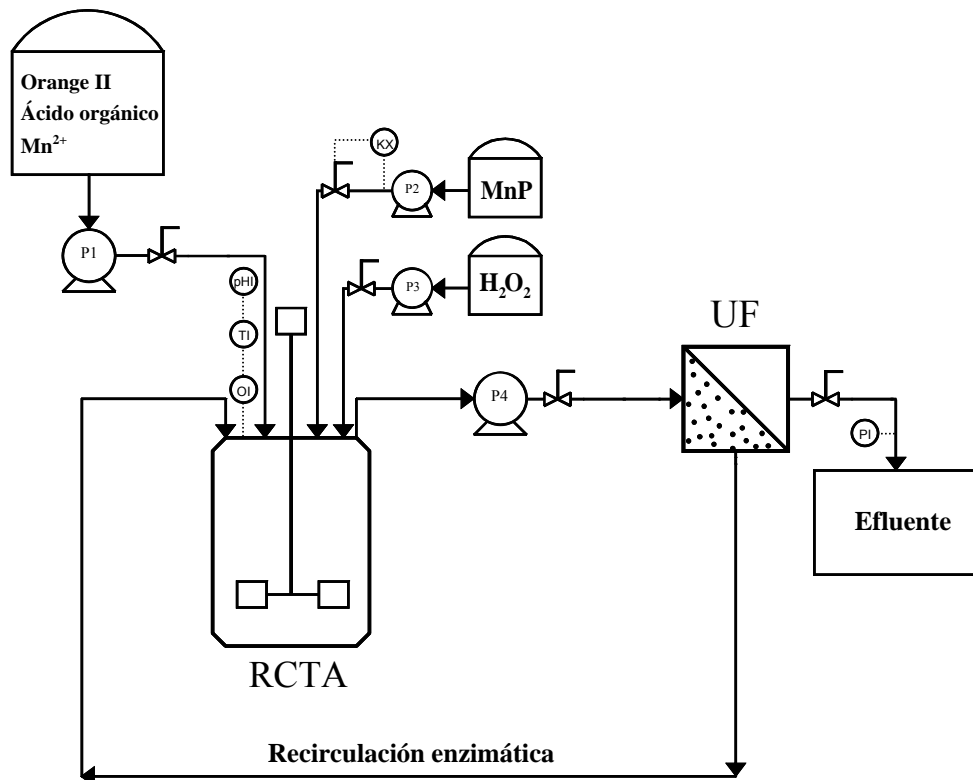 Orange II
Ácido orgánico
Mn²⁺
KX
P2
MnP
P1
pHI
P3
H₂O₂
TI
UF
OI
P4
PI
Efluente
RCTA
Recirculación enzimática